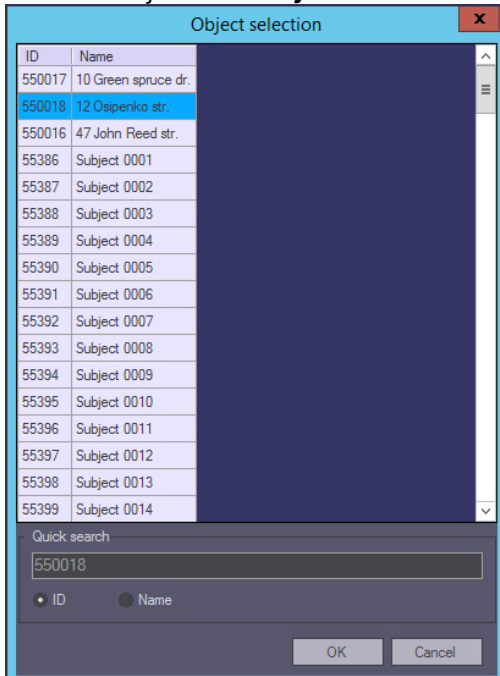 Object selection
x
ID Name
550017 10 Green spruce dr.
550018 12 Osipenko str.
550016 47 John Reed str.
55386 Subject 0001
55387 Subject 0002
55388 Subject 0003
55389 Subject 0004
55390 Subject 0005
55391 Subject 0006
55392 Subject 0007
55393 Subject 0008
55394 Subject 0009
55395 Subject 0010
55396 Subject 0011
55397 Subject 0012
55398 Subject 0013
55399 Subject 0014
Quick search
550018
ID Name
OK Cancel